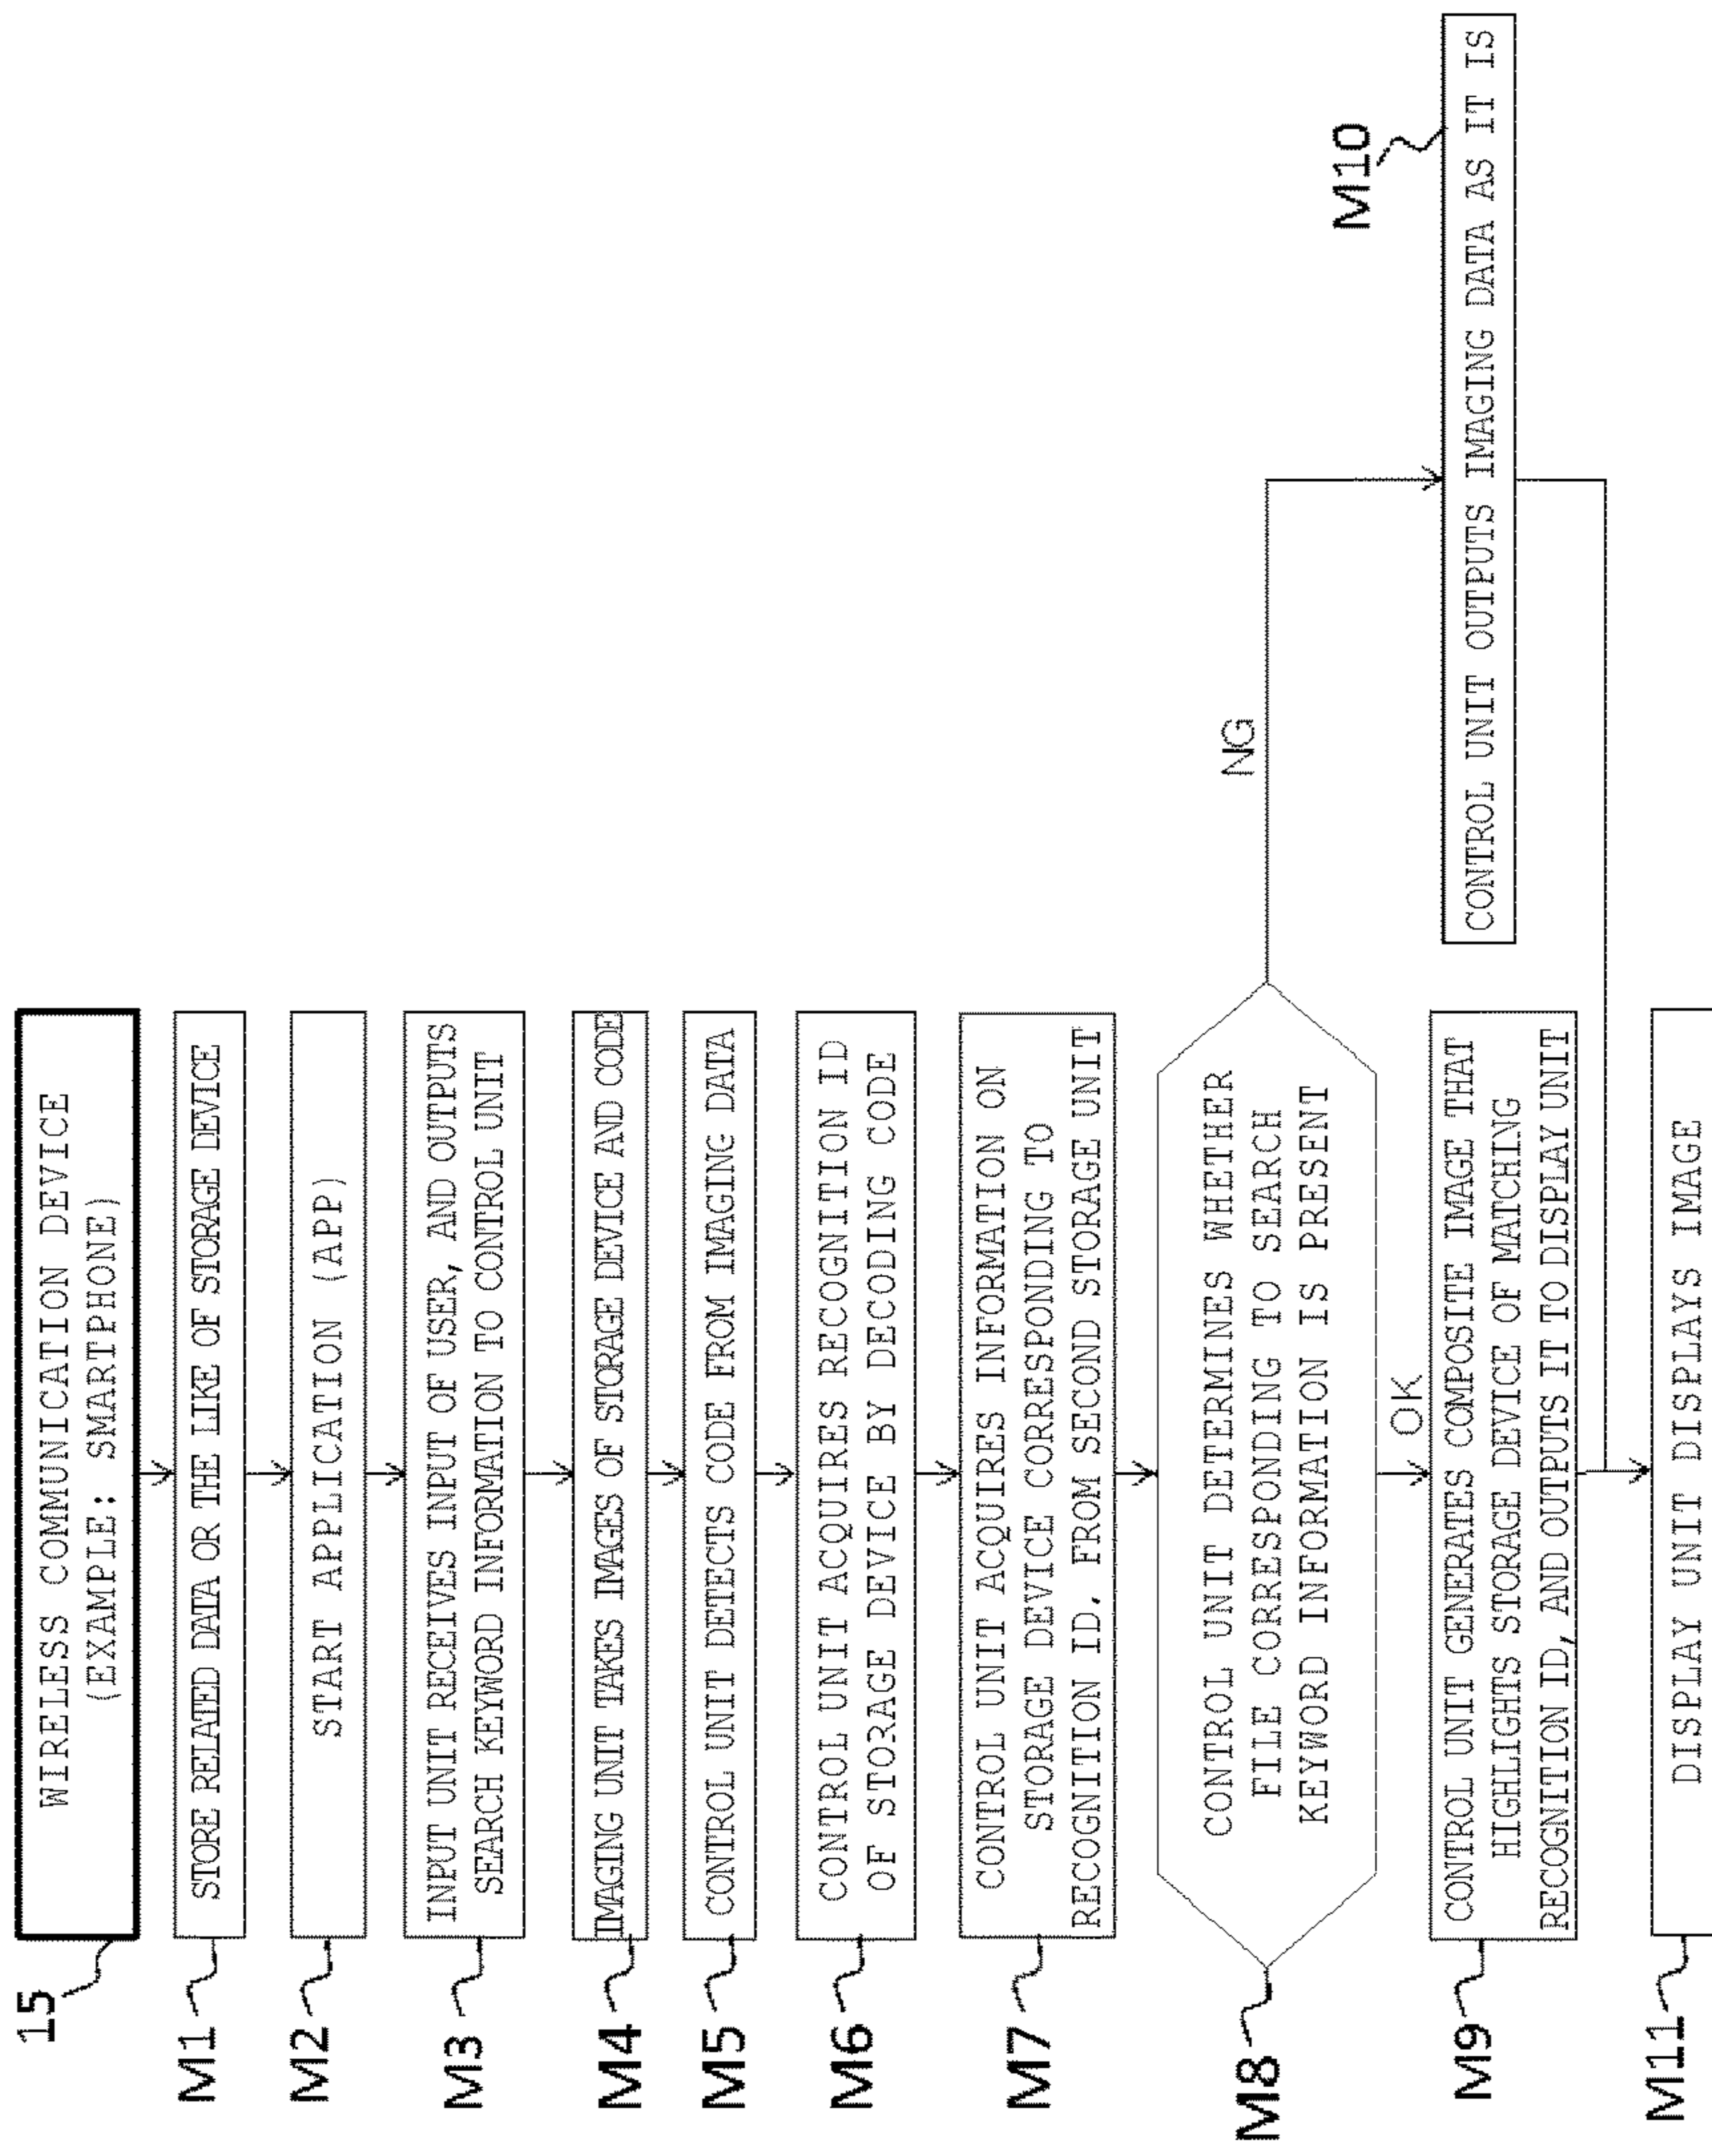 15
WIRELESS COMMUNICATION DEVICE
(EXAMPLE: SMARTPHONE)
M1
STORE RELATED DATA OR THE LIKE OF STORAGE DEVICE
M2
START APPLICATION (APP)
M3
INPUT UNIT RECEIVES INPUT OF USER, AND OUTPUTS
SEARCH KEYWORD INFORMATION TO CONTROL UNIT
M4
IMAGING UNIT TAKES IMAGES OF STORAGE DEVICE AND CODE
M5
CONTROL UNIT DETECTS CODE FROM IMAGING DATA
M6
CONTROL UNIT ACQUIRES RECOGNITION ID
OF STORAGE DEVICE BY DECODING CODE
M7
CONTROL UNIT ACQUIRES INFORMATION ON
STORAGE DEVICE CORRESPONDING TO
RECOGNITION ID, FROM SECOND STORAGE UNIT
M8
CONTROL UNIT DETERMINES WHETHER
FILE CORRESPONDING TO SEARCH
KEYWORD INFORMATION IS PRESENT
NG
OK
M9
CONTROL UNIT GENERATES COMPOSITE IMAGE THAT
HIGHLIGHTS STORAGE DEVICE OF MATCHING
RECOGNITION ID, AND OUTPUTS IT TO DISPLAY UNIT
M10
CONTROL UNIT OUTPUTS IMAGING DATA AS IT IS
M11
DISPLAY UNIT DISPLAYS IMAGE